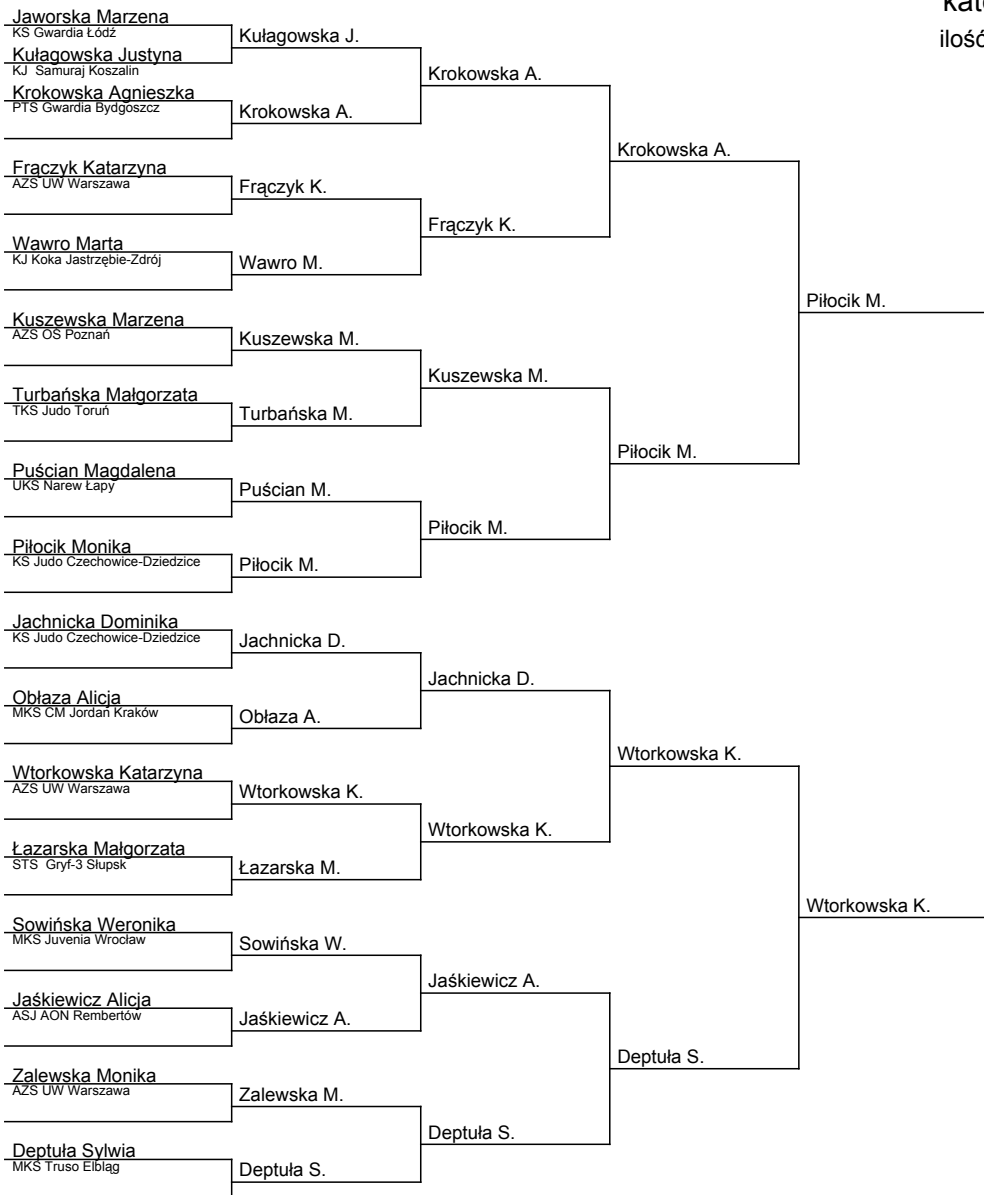 kate
ilość
Jaworska Marzena
KS Gwardia Łódź
Kułagowska J.
Kułagowska Justyna
KJ Samuraj Koszalin
Krokowska A.
Krokowska Agnieszka
PTS Gwardia Bydgoszcz
Krokowska A.
Krokowska A.
Frączyk Katarzyna
AZS UW Warszawa
Frączyk K.
Frączyk K.
Wawro Marta
KJ Koka Jastrzębie-Zdrój
Wawro M.
Piłocik M.
Kuszewska Marzena
AZS OŚ Poznań
Kuszewska M.
Kuszewska M.
Turbańska Małgorzata
TKS Judo Toruń
Turbańska M.
Piłocik M.
Puścian Magdalena
UKS Narew Łapy
Puścian M.
Piłocik M.
Piłocik Monika
KS Judo Czechowice-Dziedzice
Piłocik M.
Jachnicka Dominika
KS Judo Czechowice-Dziedzice
Jachnicka D.
Jachnicka D.
Obłaza Alicja
MKS CM Jordan Kraków
Obłaza A.
Wtorkowska K.
Wtorkowska Katarzyna
AZS UW Warszawa
Wtorkowska K.
Wtorkowska K.
Łazarska Małgorzata
STS Gryf-3 Słupsk
Łazarska M.
Wtorkowska K.
Sowińska Weronika
MKS Juvenia Wrocław
Sowińska W.
Jaśkiewicz A.
Jaśkiewicz Alicja
ASJ AON Rembertów
Jaśkiewicz A.
Deptuła S.
Zalewska Monika
AZS UW Warszawa
Zalewska M.
Deptuła S.
Deptuła Sylwia
MKS Truso Elbląg
Deptuła S.